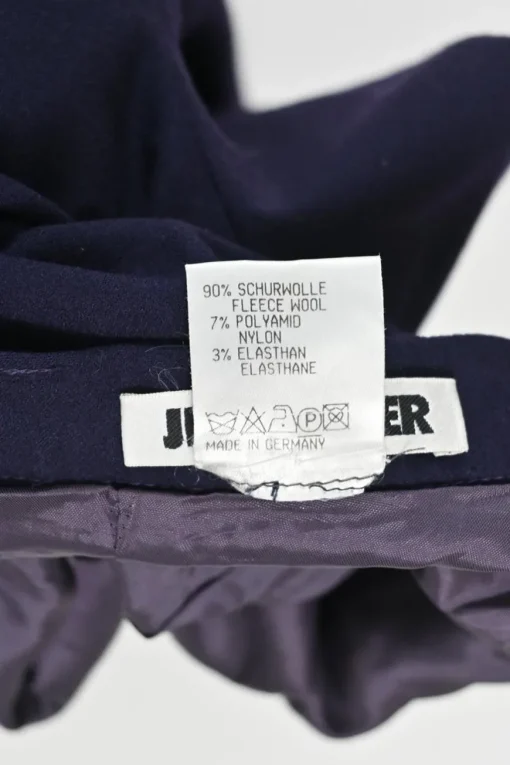 90% SCHURWOLLE
FLEECE WOOL
7% POLYAMID
NYLON
3% ELASTHAN
ELASTHANE
P
MADE IN GERMANY